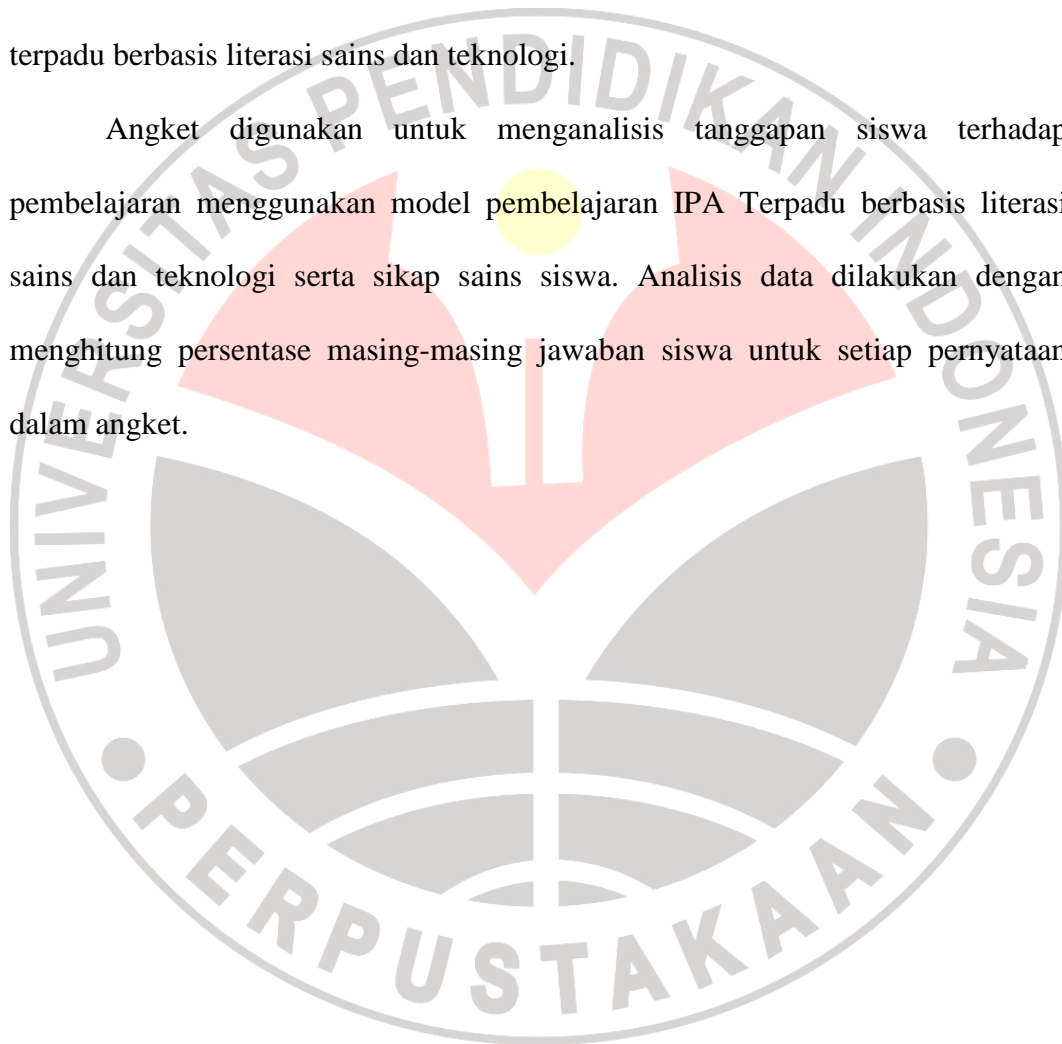 terpadu berbasis literasi sains dan teknologi.
Angket digunakan untuk menganalisis tanggapan siswa terhadap
pembelajaran menggunakan model pembelajaran IPA Terpadu berbasis literasi
sains dan teknologi serta sikap sains siswa. Analisis data dilakukan dengan
menghitung persentase masing-masing jawaban siswa untuk setiap pernyataan
dalam angket.
UNIVERSITAS PENDIDIKAN INDONESIA
PERPUSTAKAAN